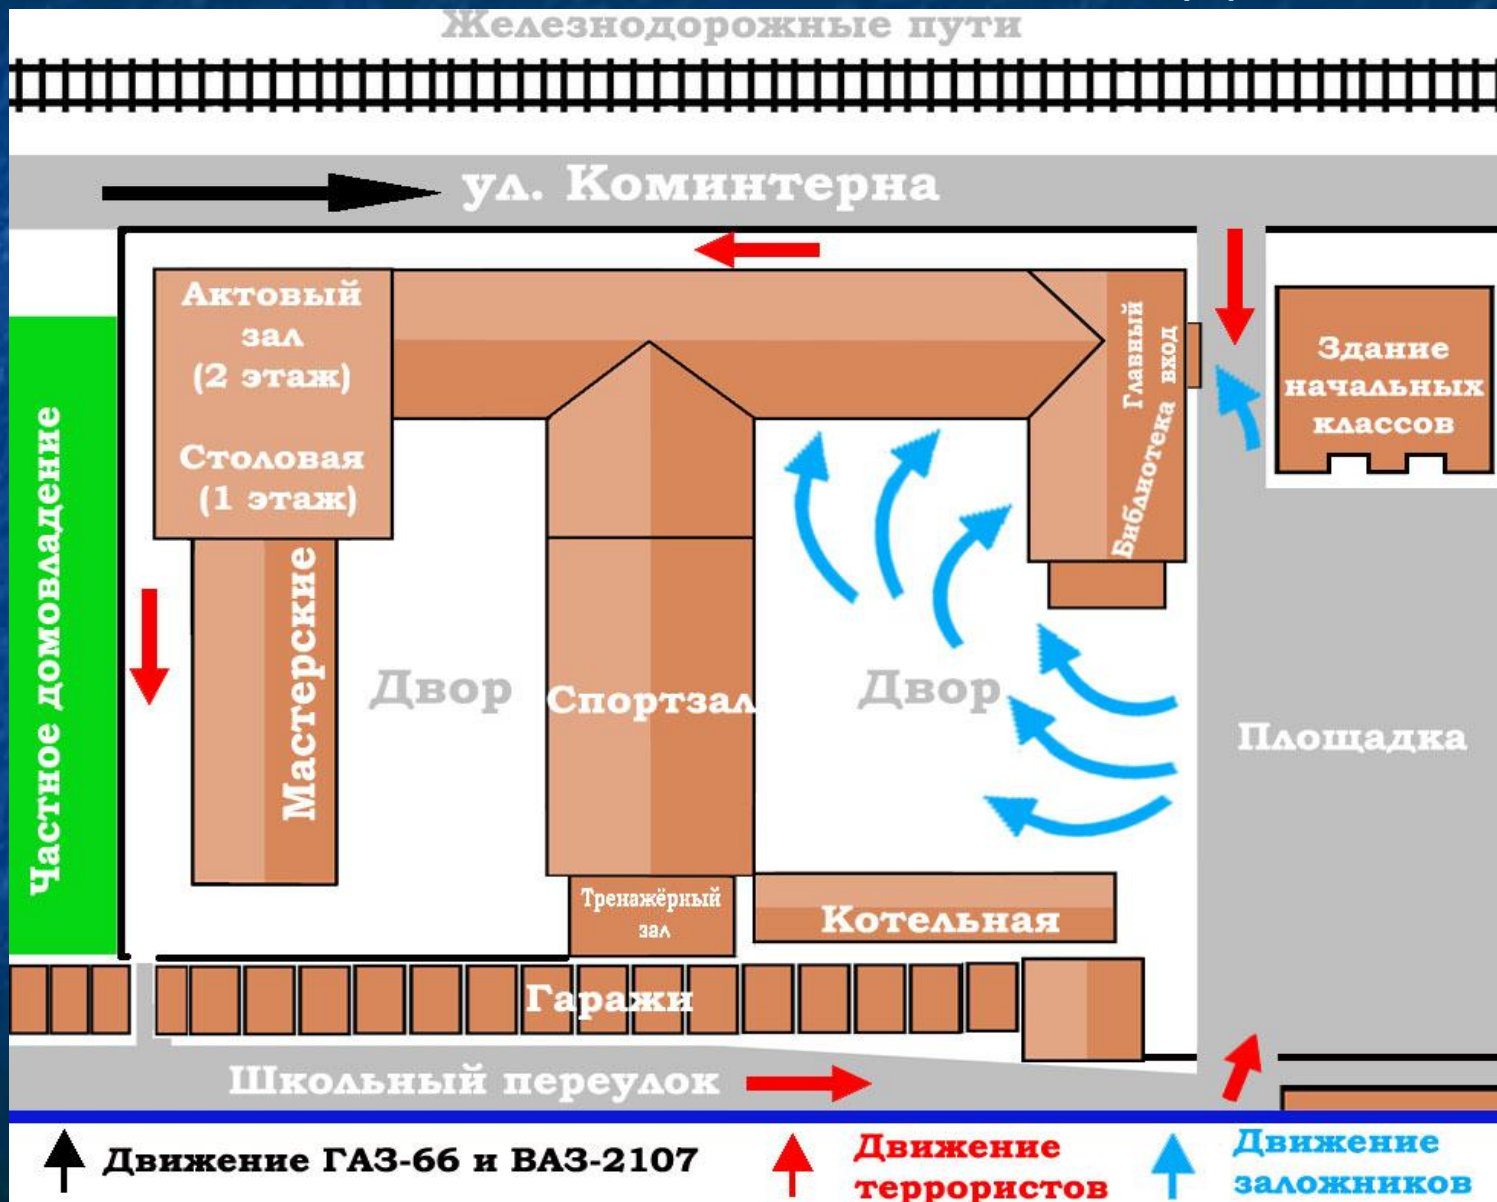 Железнодорожные пути
ул. Коминтерна
Актовый
зал
(2 этаж)
Столовая
(1 этаж)
Главный
вход
Библиотека
Здание
начальных
классов
Частное домовладение
Мастерские
Двор
Спортзал
Двор
Площадка
Тренажёрный
зал
Котельная
Гаражи
Школьный переулок
Движение ГАЗ-66 и ВАЗ-2107
Движение
террористов
Движение
заложников